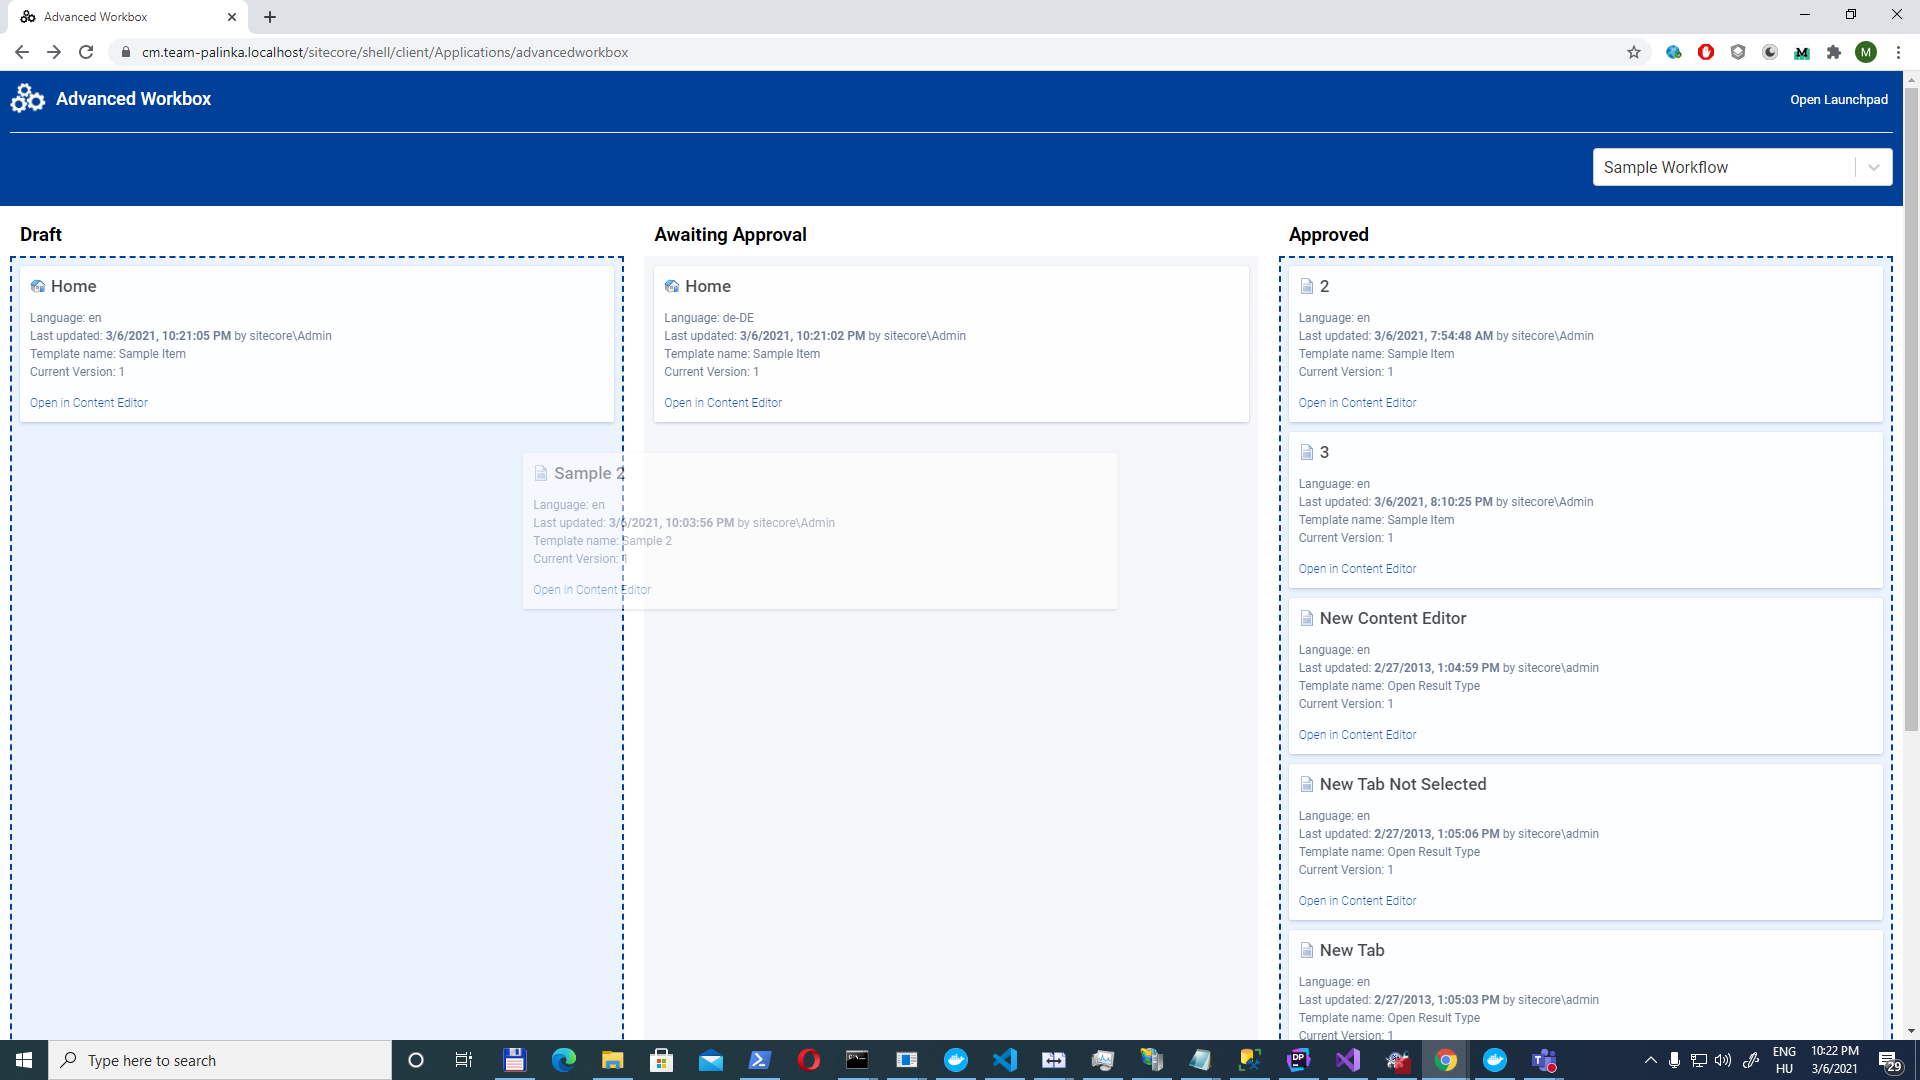 Advanced Workbox
cm.team-palinka.localhost/sitecore/shell/client/Applications/advancedworkbox
M
M
Advanced Workbox
Open Launchpad
Sample Workflow
Draft
Home
Language: en
Last updated: 3/6/2021, 10:21:05 PM by sitecore\Admin
Template name: Sample Item
Current Version: 1
Open in Content Editor
Awaiting Approval
Home
Language: de-DE
Last updated: 3/6/2021, 10:21:02 PM by sitecore\Admin
Template name: Sample Item
Current Version: 1
Open in Content Editor
Sample 2
Language: en
Last updated: 3/6/2021, 10:03:56 PM by sitecore\Admin
Template name: Sample 2
Current Version: 1
Open in Content Editor
Approved
2
Language: en
Last updated: 3/6/2021, 7:54:48 AM by sitecore\Admin
Template name: Sample Item
Current Version: 1
Open in Content Editor
3
Language: en
Last updated: 3/6/2021, 8:10:25 PM by sitecore\Admin
Template name: Sample Item
Current Version: 1
Open in Content Editor
New Content Editor
Language: en
Last updated: 2/27/2013, 1:04:59 PM by sitecore\admin
Template name: Open Result Type
Current Version: 1
Open in Content Editor
New Tab Not Selected
Language: en
Last updated: 2/27/2013, 1:05:06 PM by sitecore\admin
Template name: Open Result Type
Current Version: 1
Open in Content Editor
New Tab
Language: en
Last updated: 2/27/2013, 1:05:03 PM by sitecore\admin
Template name: Open Result Type
Current Version: 1
Type here to search
DP
T
ENG
HU
10:22 PM
3/6/2021
29